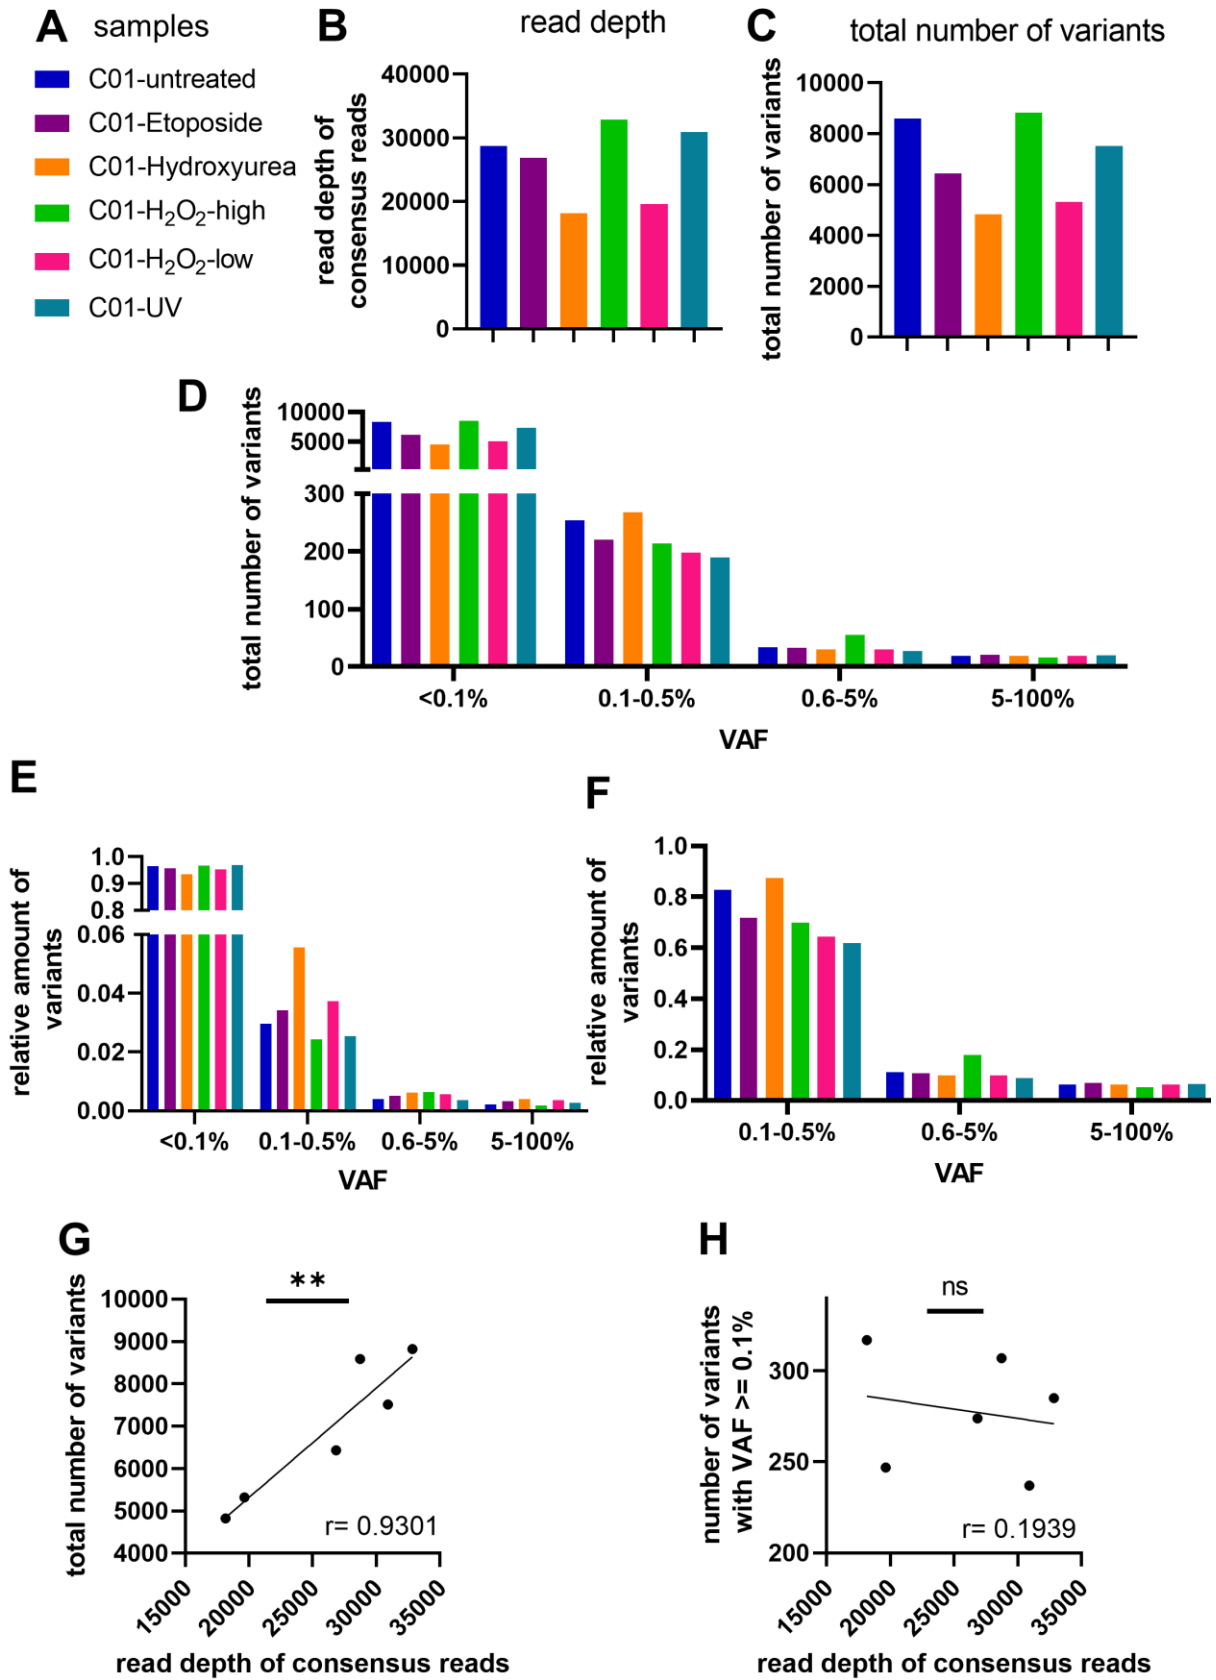 A samples
C01-untreated
C01-Etoposide
C01-Hydroxyurea
C01-H₂O₂-high
C01-H₂O₂-low
C01-UV
B read depth
read depth of
consensus reads
40000
30000
20000
10000
0
C total number of variants
total number of variants
10000
8000
6000
4000
2000
0
D
total number of variants
10000
5000
300
200
100
0
<0.1% 0.1-0.5% 0.6-5% 5-100%
VAF
E
relative amount of
variants
1.0
0.9
0.8
0.06
0.04
0.02
0.00
<0.1% 0.1-0.5% 0.6-5% 5-100%
VAF
F
relative amount of
variants
1.0
0.8
0.6
0.4
0.2
0.0
0.1-0.5% 0.6-5% 5-100%
VAF
G
total number of variants
**
10000
9000
8000
7000
6000
5000
4000
r= 0.9301
15000 20000 25000 30000 35000
read depth of consensus reads
H
number of variants
with VAF >= 0.1%
ns
300
250
200
r= 0.1939
15000 20000 25000 30000 35000
read depth of consensus reads